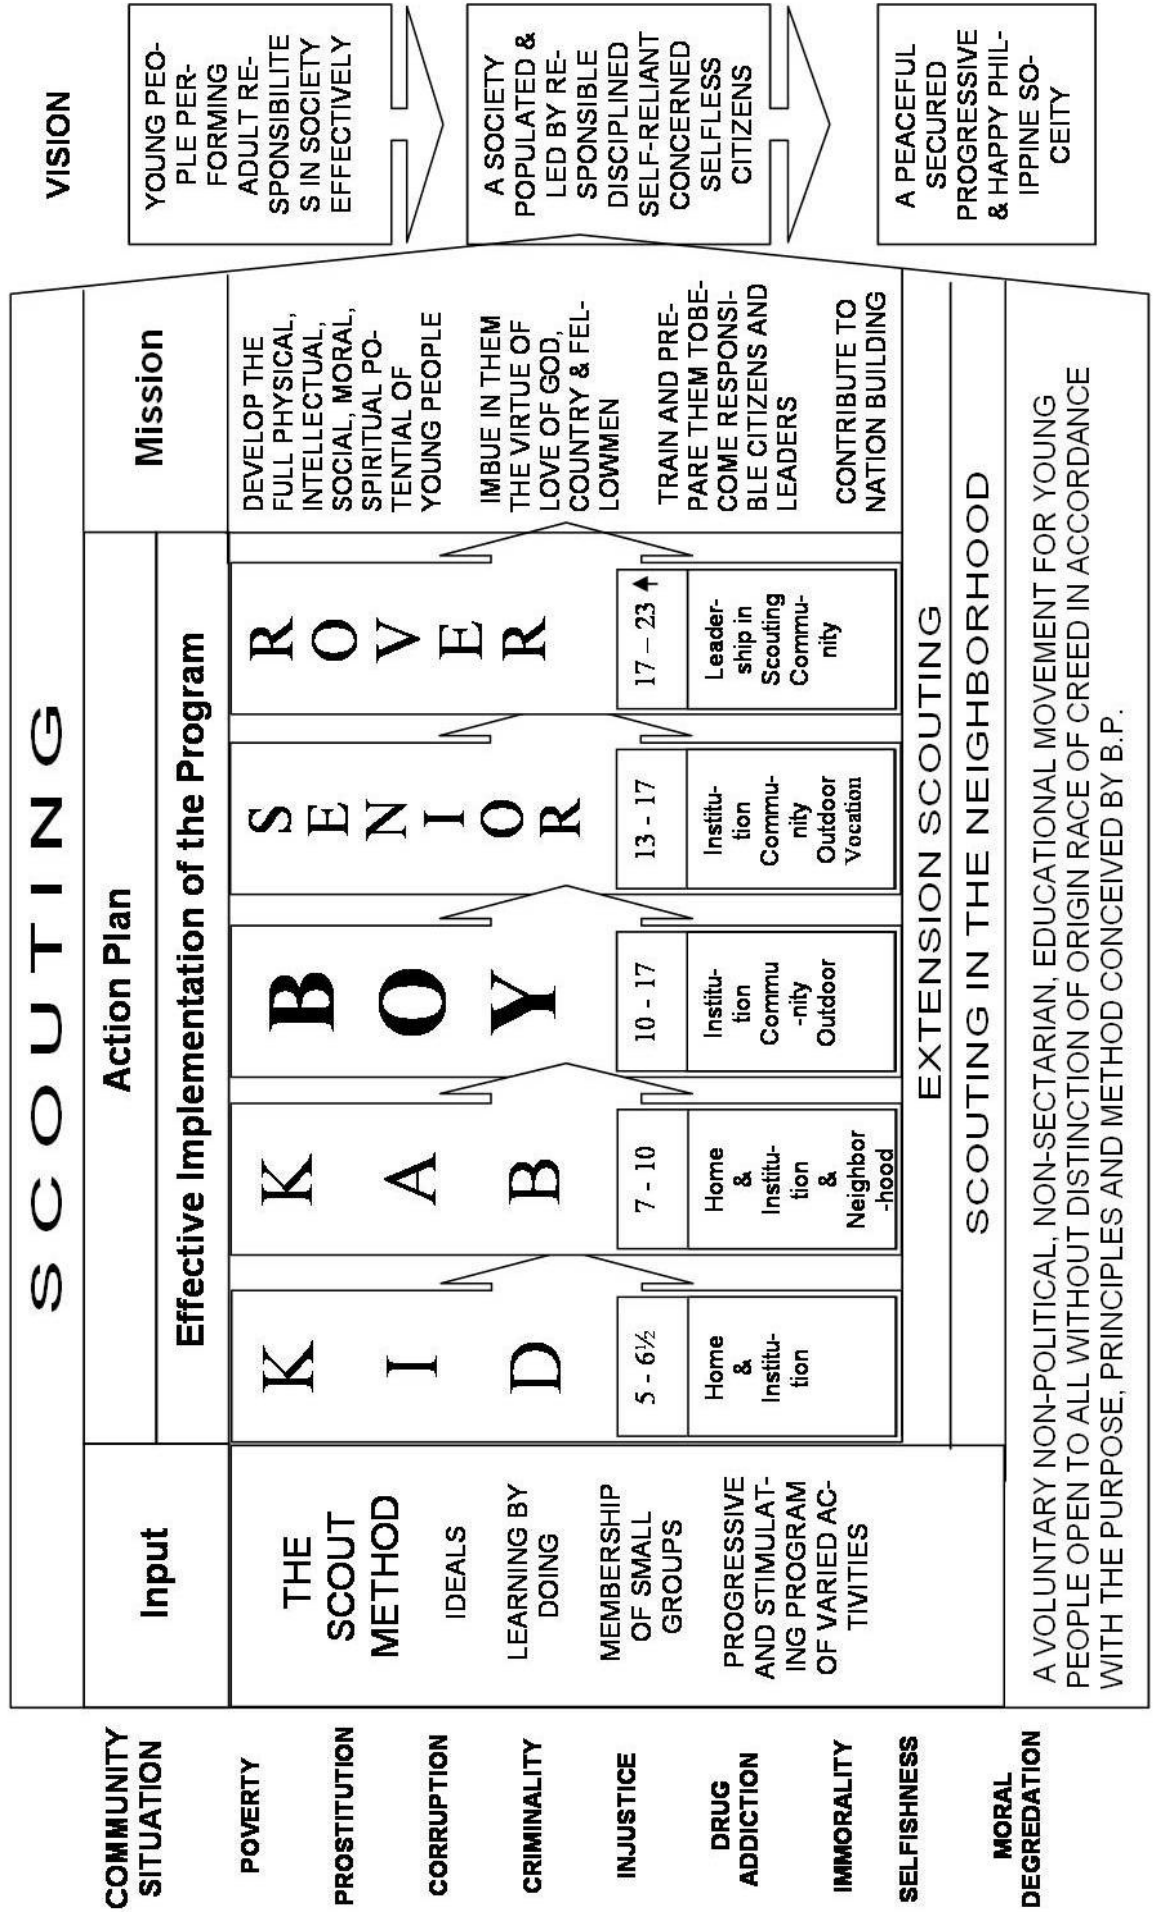 COMMUNITY
SITUATION
POVERTY
PROSTITUTION
CORRUPTION
CRIMINALITY
INJUSTICE
DRUG
ADDICTION
IMMORALITY
SELFISHNESS
MORAL
DEGREDATION
SCOUTING
Input
THE
SCOUT
METHOD
IDEALS
LEARNING BY
DOING
MEMBERSHIP
OF SMALL
GROUPS
PROGRESSIVE
AND STIMULAT-
ING PROGRAM
OF VARIED AC-
TIVITIES
Action Plan
Effective Implementation of the Program
K
I
D
5 - 6½
Home
&
Institu-
tion
K
A
B
7 - 10
Home
&
Institu-
tion
&
Neighbor
-hood
B
O
Y
10 - 17
Institu-
tion
Commu
-nity
Outdoor
S
E
N
I
O
R
13 - 17
Institu-
tion
Commu-
nity
Outdoor
Vocation
R
O
V
E
R
17 – 23 →
Leader-
ship in
Scouting
Commu-
nity
Mission
DEVELOP THE
FULL PHYSICAL,
INTELLECTUAL,
SOCIAL, MORAL,
SPIRITUAL PO-
TENTIAL OF
YOUNG PEOPLE
IMBUE IN THEM
THE VIRTUE OF
LOVE OF GOD,
COUNTRY & FEL-
LOWMEN
TRAIN AND PRE-
PARE THEM TOBE-
COME RESPONSI-
BLE CITIZENS AND
LEADERS
CONTRIBUTE TO
NATION BUILDING
EXTENSION SCOUTING
SCOUTING IN THE NEIGHBORHOOD
A VOLUNTARY NON-POLITICAL, NON-SECTARIAN, EDUCATIONAL MOVEMENT FOR YOUNG
PEOPLE OPEN TO ALL WITHOUT DISTINCTION OF ORIGIN RACE OF CREED IN ACCORDANCE
WITH THE PURPOSE, PRINCIPLES AND METHOD CONCEIVED BY B.P.
VISION
YOUNG PEO-
PLE PER-
FORMING
ADULT RE-
SPONSIBILITE
S IN SOCIETY
EFFECTIVELY
A SOCIETY
POPULATED &
LED BY RE-
SPONSIBLE
DISCIPLINED
SELF-RELIANT
CONCERNED
SELFLESS
CITIZENS
A PEACEFUL
SECURED
PROGRESSIVE
& HAPPY PHIL-
IPPINE SO-
CEITY